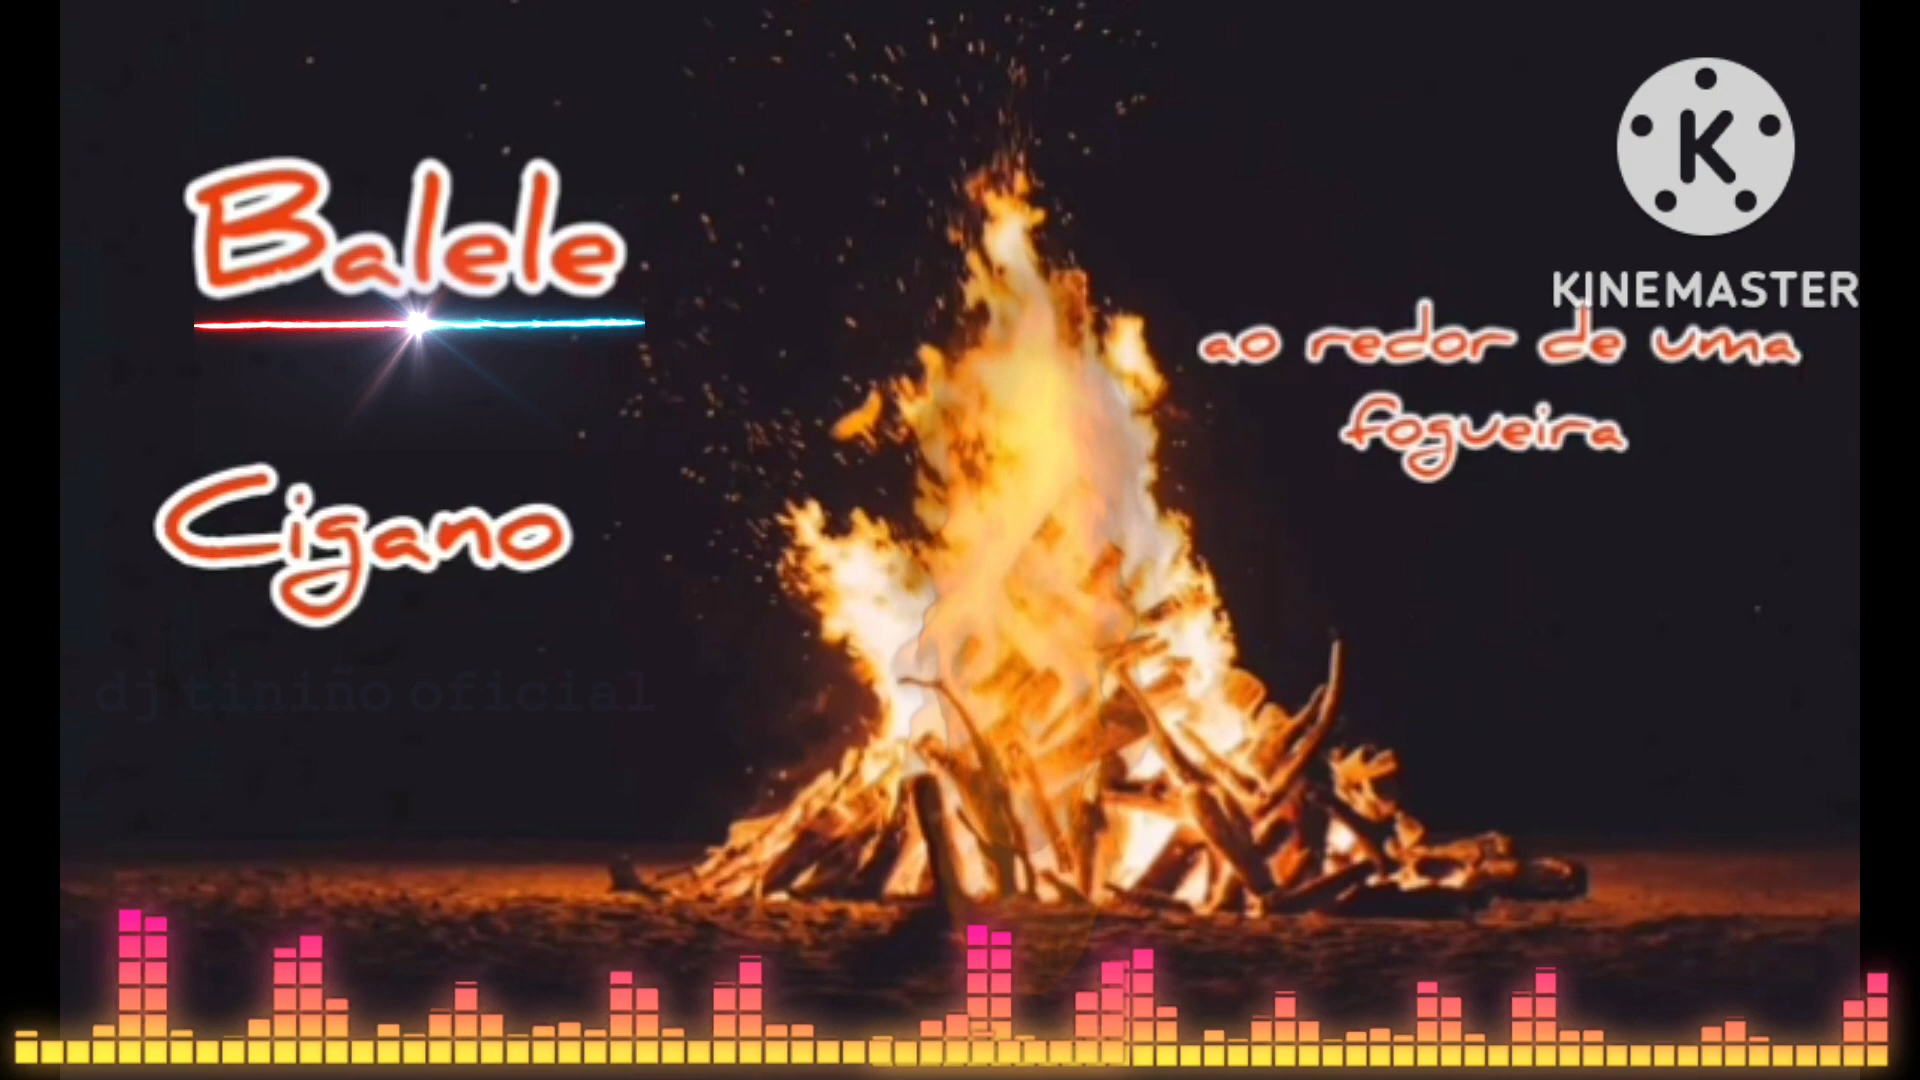 Balele
Cigano
dj tiniño oficial
K
KINEMASTER
ao redor de uma
fogueira